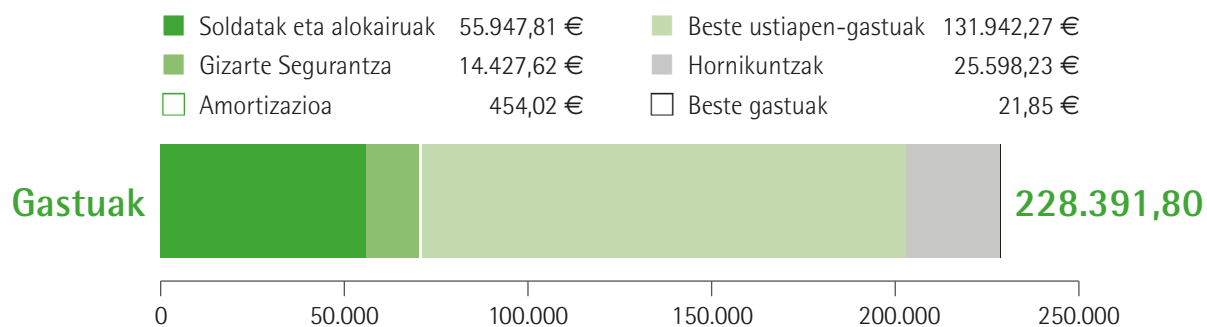 Soldatak eta alokairuak 55.947,81 € Beste ustiapen-gastuak 131.942,27 €
Gizarte Segurantza 14.427,62 € Hornikuntzak 25.598,23 €
Amortizazioa 454,02 € Beste gastuak 21,85 €
Gastuak 228.391,80
0 50.000 100.000 150.000 200.000 250.000